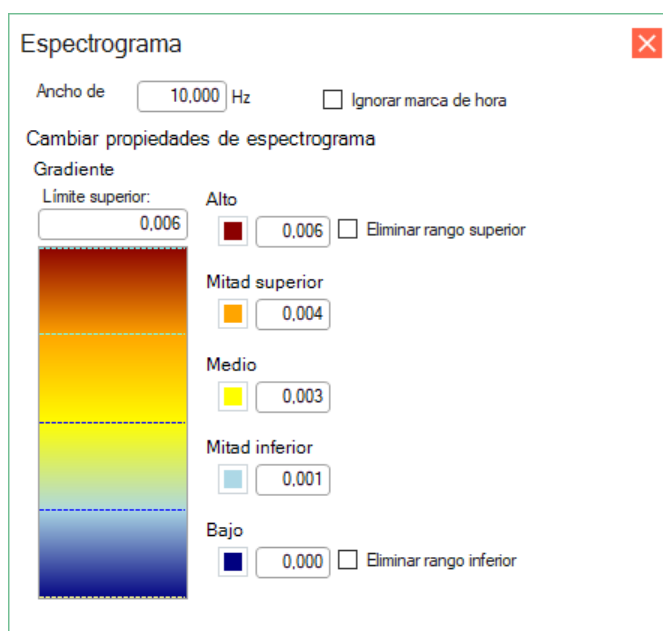 Espectrograma
Ancho de 10,000 Hz Ignorar marca de hora
Cambiar propiedades de espectrograma
Gradiente
Límite superior:
0,006
Alto
0,006 Eliminar rango superior
Mitad superior
0,004
Medio
0,003
Mitad inferior
0,001
Bajo
0,000 Eliminar rango inferior